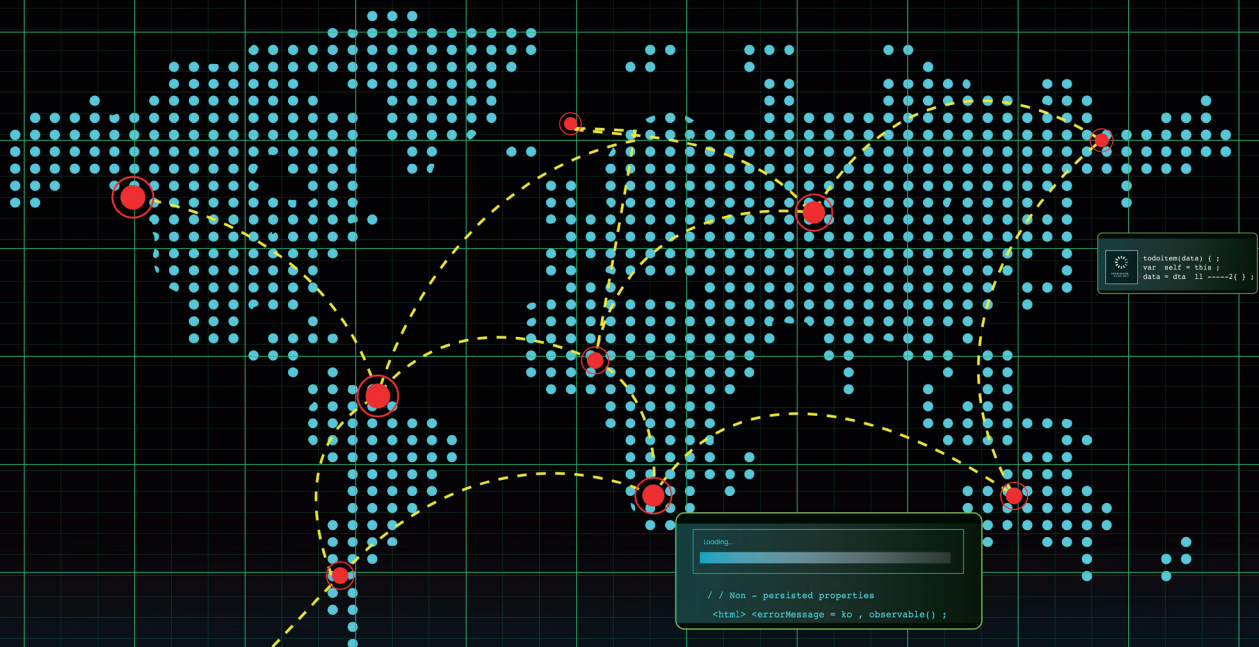 todoitem(data) { ;
var self = this ;
data = dta ll -----2{ } ;
Loading...
/ / Non - persisted properties
<html> <errorMessage = ko , observable() ;